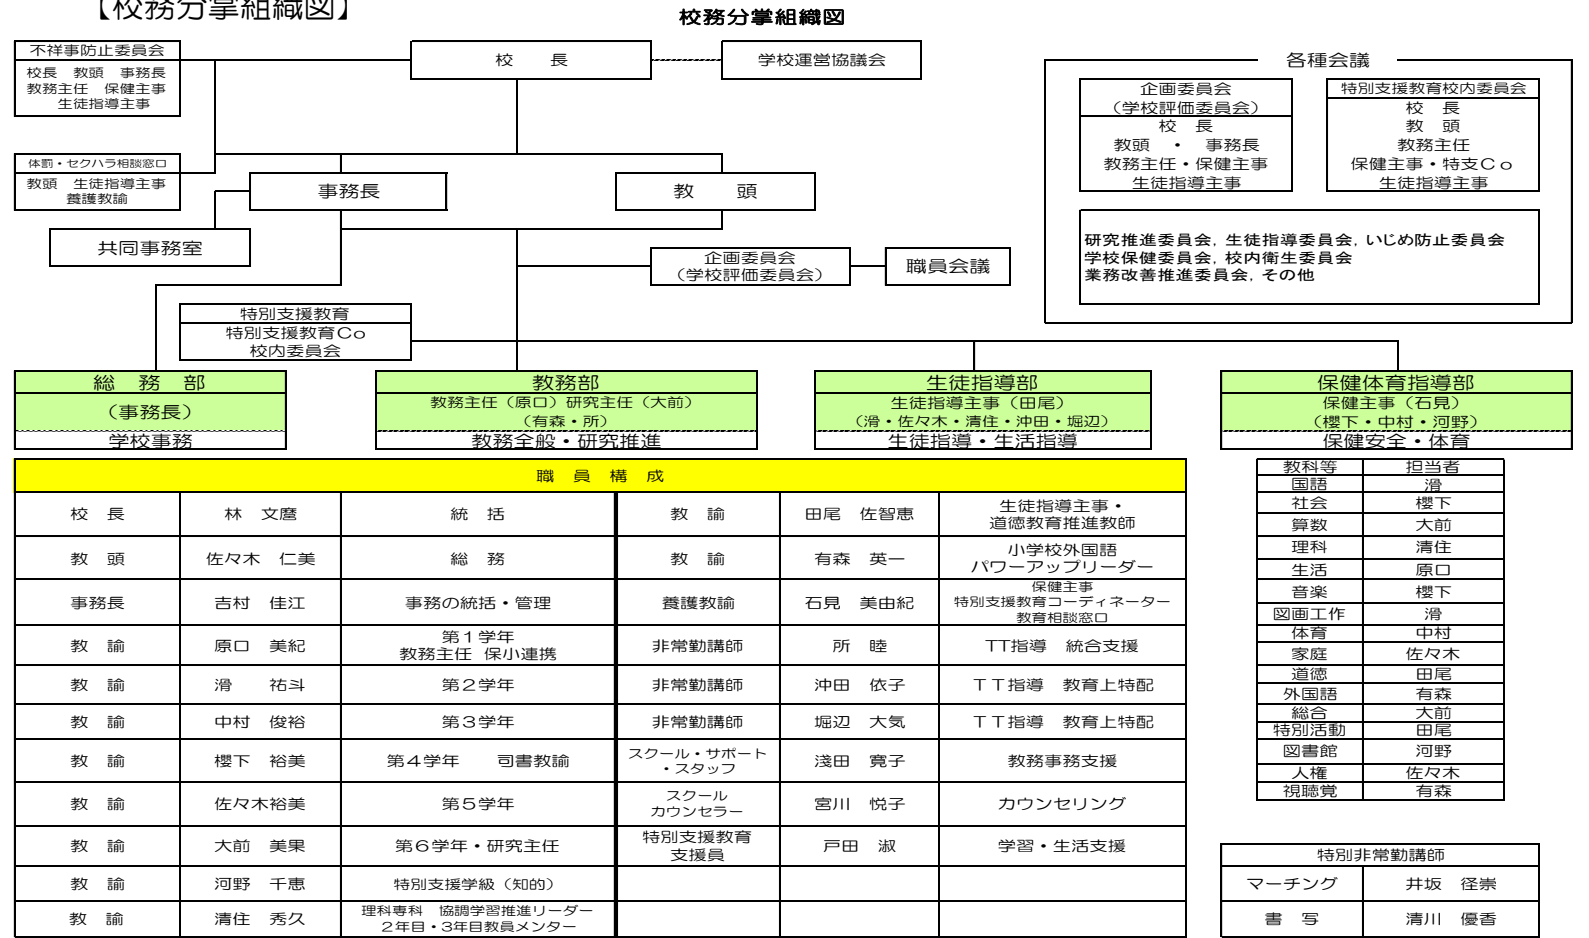 【校務分掌組織図】
校務分掌組織図
不祥事防止委員会
校長　教頭　事務長
教務主任　保健主事
生徒指導主事
校　長
学校運営協議会
体罰・セクハラ相談窓口
教頭　生徒指導主事
養護教諭
事務長
教　頭
共同事務室
企画委員会
（学校評価委員会）
職員会議
各種会議
企画委員会
（学校評価委員会）
校　長
教頭　・　事務長
教務主任・保健主事
生徒指導主事
特別支援教育校内委員会
校　長
教　頭
教務主任
保健主事・特支Ｃｏ
生徒指導主事
研究推進委員会，生徒指導委員会，いじめ防止委員会
学校保健委員会，校内衛生委員会
業務改善推進委員会，その他
特別支援教育
特別支援教育Ｃｏ
校内委員会
総　務　部
（事務長）
学校事務
教務部
教務主任（原口）研究主任（大前）
（有森・所）
教務全般・研究推進
生徒指導部
生徒指導主事（田尾）
（滑・佐々木・清住・沖田・堀辺）
生徒指導・生活指導
保健体育指導部
保健主事（石見）
（櫻下・中村・河野）
保健安全・体育
職　員　構　成
校　長　林　文麿　統　括
教　頭　佐々木　仁美　総　務
事務長　吉村　佳江　事務の統括・管理
教　諭　原口　美紀　第１学年
教務主任 保小連携
教　諭　滑　祐斗　第２学年
教　諭　中村　俊裕　第３学年
教　諭　櫻下　裕美　第４学年　司書教諭
教　諭　佐々木裕美　第５学年
教　諭　大前　美果　第６学年・研究主任
教　諭　河野　千恵　特別支援学級（知的）
教　諭　清住　秀久　理科専科　協調学習推進リーダー
２年目・３年目教員メンター
教　諭　田尾　佐智恵　生徒指導主事・
道徳教育推進教師
教　諭　有森　英一　小学校外国語
パワーアップリーダー
養護教諭　石見　美由紀　保健主事
特別支援教育コーディネーター
教育相談窓口
非常勤講師　所　睦　TT指導　統合支援
非常勤講師　沖田　依子　ＴＴ指導　教育上特配
非常勤講師　堀辺　大気　ＴＴ指導　教育上特配
スクール・サポート
・スタッフ　淺田　寛子　教務事務支援
スクール
カウンセラー　宮川　悦子　カウンセリング
特別支援教育
支援員　戸田　淑　学習・生活支援
教科等　担当者
国語　滑
社会　櫻下
算数　大前
理科　清住
生活　原口
音楽　櫻下
図画工作　滑
体育　中村
家庭　佐々木
道徳　田尾
外国語　有森
総合　大前
特別活動　田尾
図書館　河野
人権　佐々木
視聴覚　有森
特別非常勤講師
マーチング　井坂　径崇
書　写　清川　優香